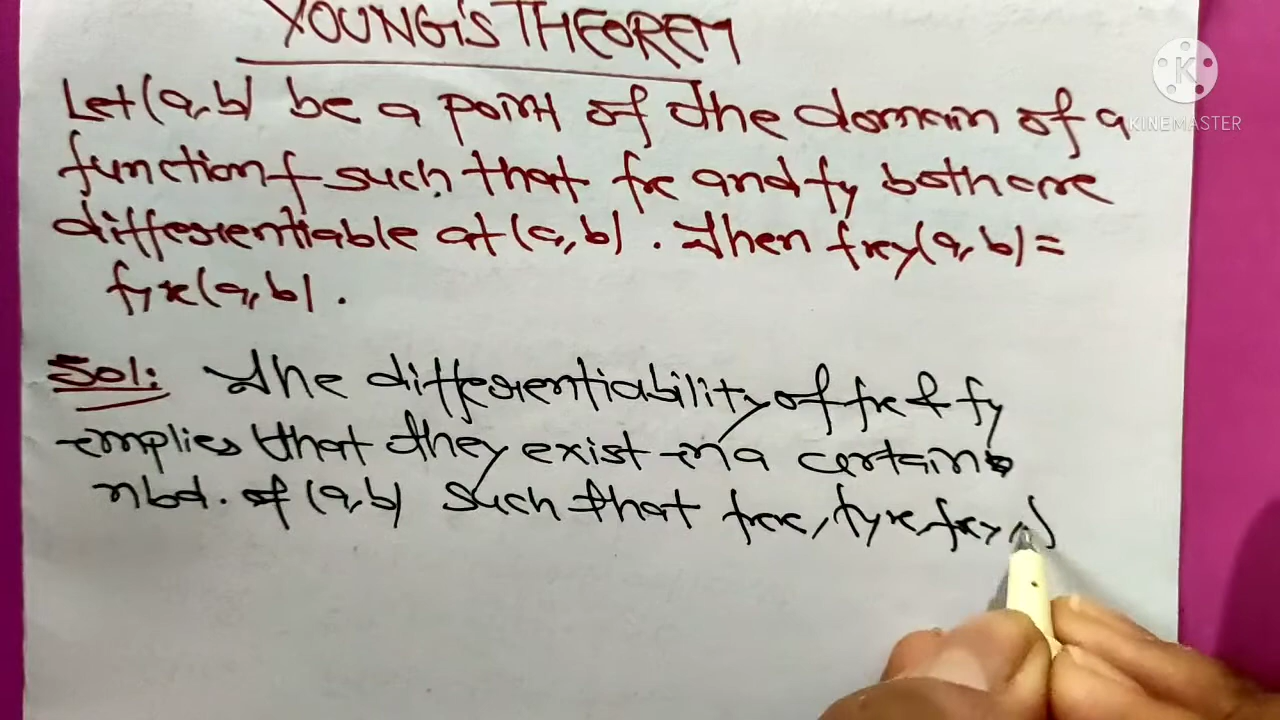 YOUNG'S THEOREM
Let (a,b) be a point of the domain of a
function f such that fx and fy both are
differentiable at (a,b). Then fxy(a,b) =
fyx(a,b).
Sol: The differentiability of fx & fy
implies that they exist in a certain
nbd. of (a,b) such that fxx, fyx, fxy
KINEMASTER